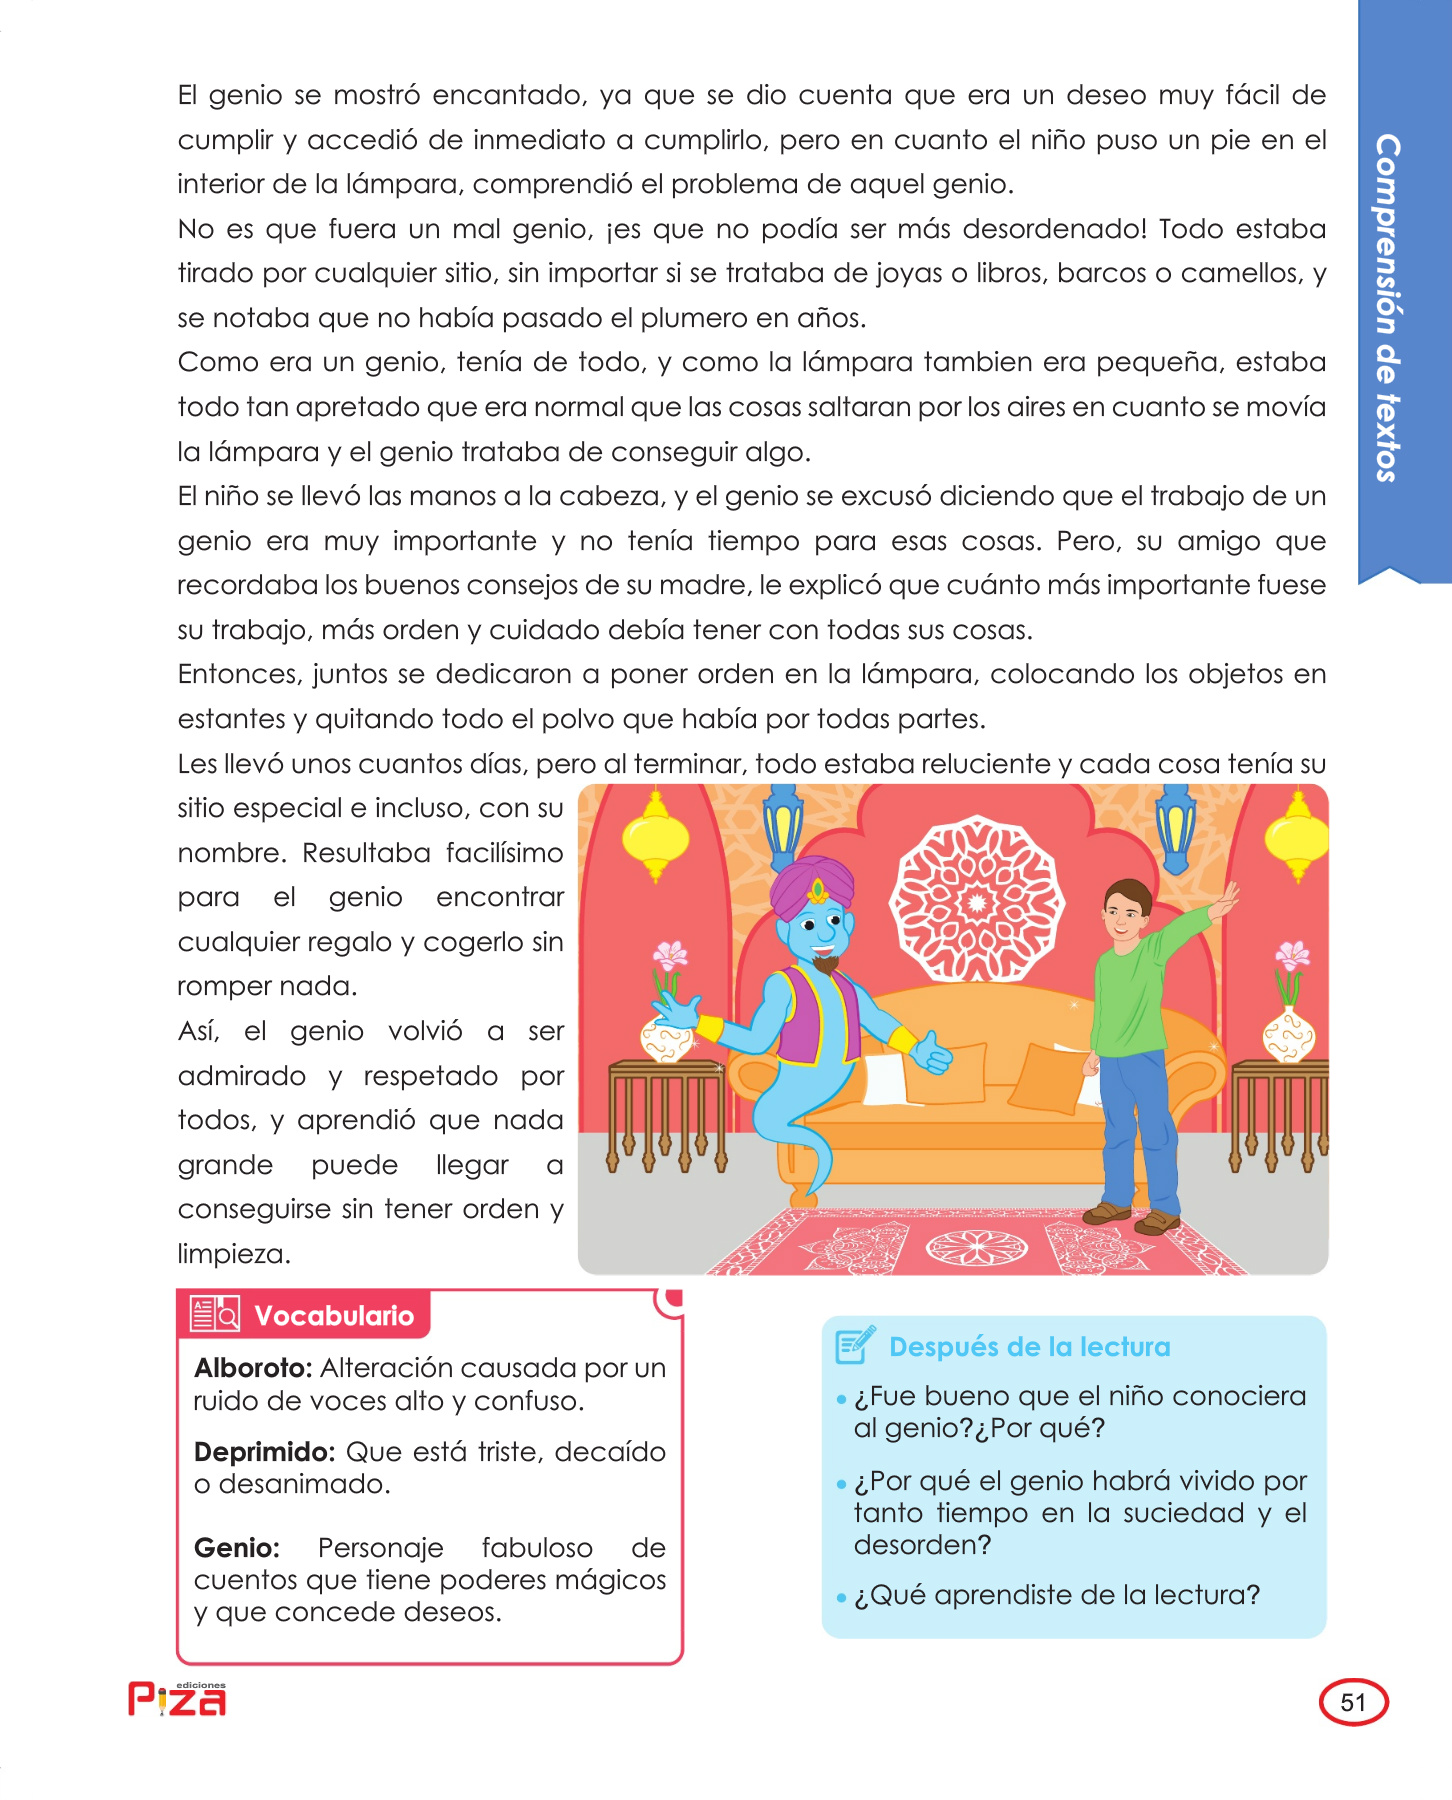 El genio se mostró encantado, ya que se dio cuenta que era un deseo muy fácil de
cumplir y accedió de inmediato a cumplirlo, pero en cuanto el niño puso un pie en el
interior de la lámpara, comprendió el problema de aquel genio.
No es que fuera un mal genio, ¡es que no podía ser más desordenado! Todo estaba
tirado por cualquier sitio, sin importar si se trataba de joyas o libros, barcos o camellos, y
se notaba que no había pasado el plumero en años.
Como era un genio, tenía de todo, y como la lámpara tambien era pequeña, estaba
todo tan apretado que era normal que las cosas saltaran por los aires en cuanto se movía
la lámpara y el genio trataba de conseguir algo.
El niño se llevó las manos a la cabeza, y el genio se excusó diciendo que el trabajo de un
genio era muy importante y no tenía tiempo para esas cosas. Pero, su amigo que
recordaba los buenos consejos de su madre, le explicó que cuánto más importante fuese
su trabajo, más orden y cuidado debía tener con todas sus cosas.
Entonces, juntos se dedicaron a poner orden en la lámpara, colocando los objetos en
estantes y quitando todo el polvo que había por todas partes.
Les llevó unos cuantos días, pero al terminar, todo estaba reluciente y cada cosa tenía su
sitio especial e incluso, con su
nombre. Resultaba facilísimo
para el genio encontrar
cualquier regalo y cogerlo sin
romper nada.
Así, el genio volvió a ser
admirado y respetado por
todos, y aprendió que nada
grande puede llegar a
conseguirse sin tener orden y
limpieza.
Comprensión de textos
Vocabulario
Alboroto: Alteración causada por un
ruido de voces alto y confuso.
Deprimido: Que está triste, decaído
o desanimado.
Genio: Personaje fabuloso de
cuentos que tiene poderes mágicos
y que concede deseos.
Después de la lectura
• ¿Fue bueno que el niño conociera
al genio?¿Por qué?
• ¿Por qué el genio habrá vivido por
tanto tiempo en la suciedad y el
desorden?
• ¿Qué aprendiste de la lectura?
ediciones
Piza
51